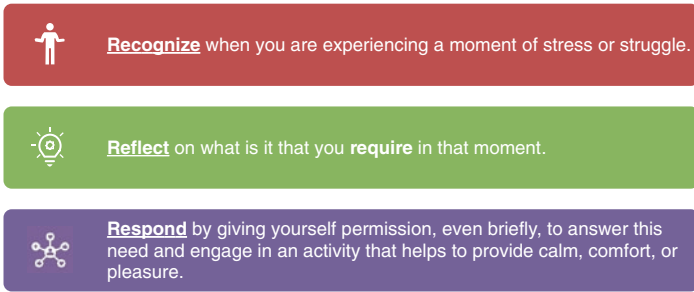 Recognize when you are experiencing a moment of stress or struggle.
Reflect on what is it that you require in that moment.
Respond by giving yourself permission, even briefly, to answer this
need and engage in an activity that helps to provide calm, comfort, or
pleasure.